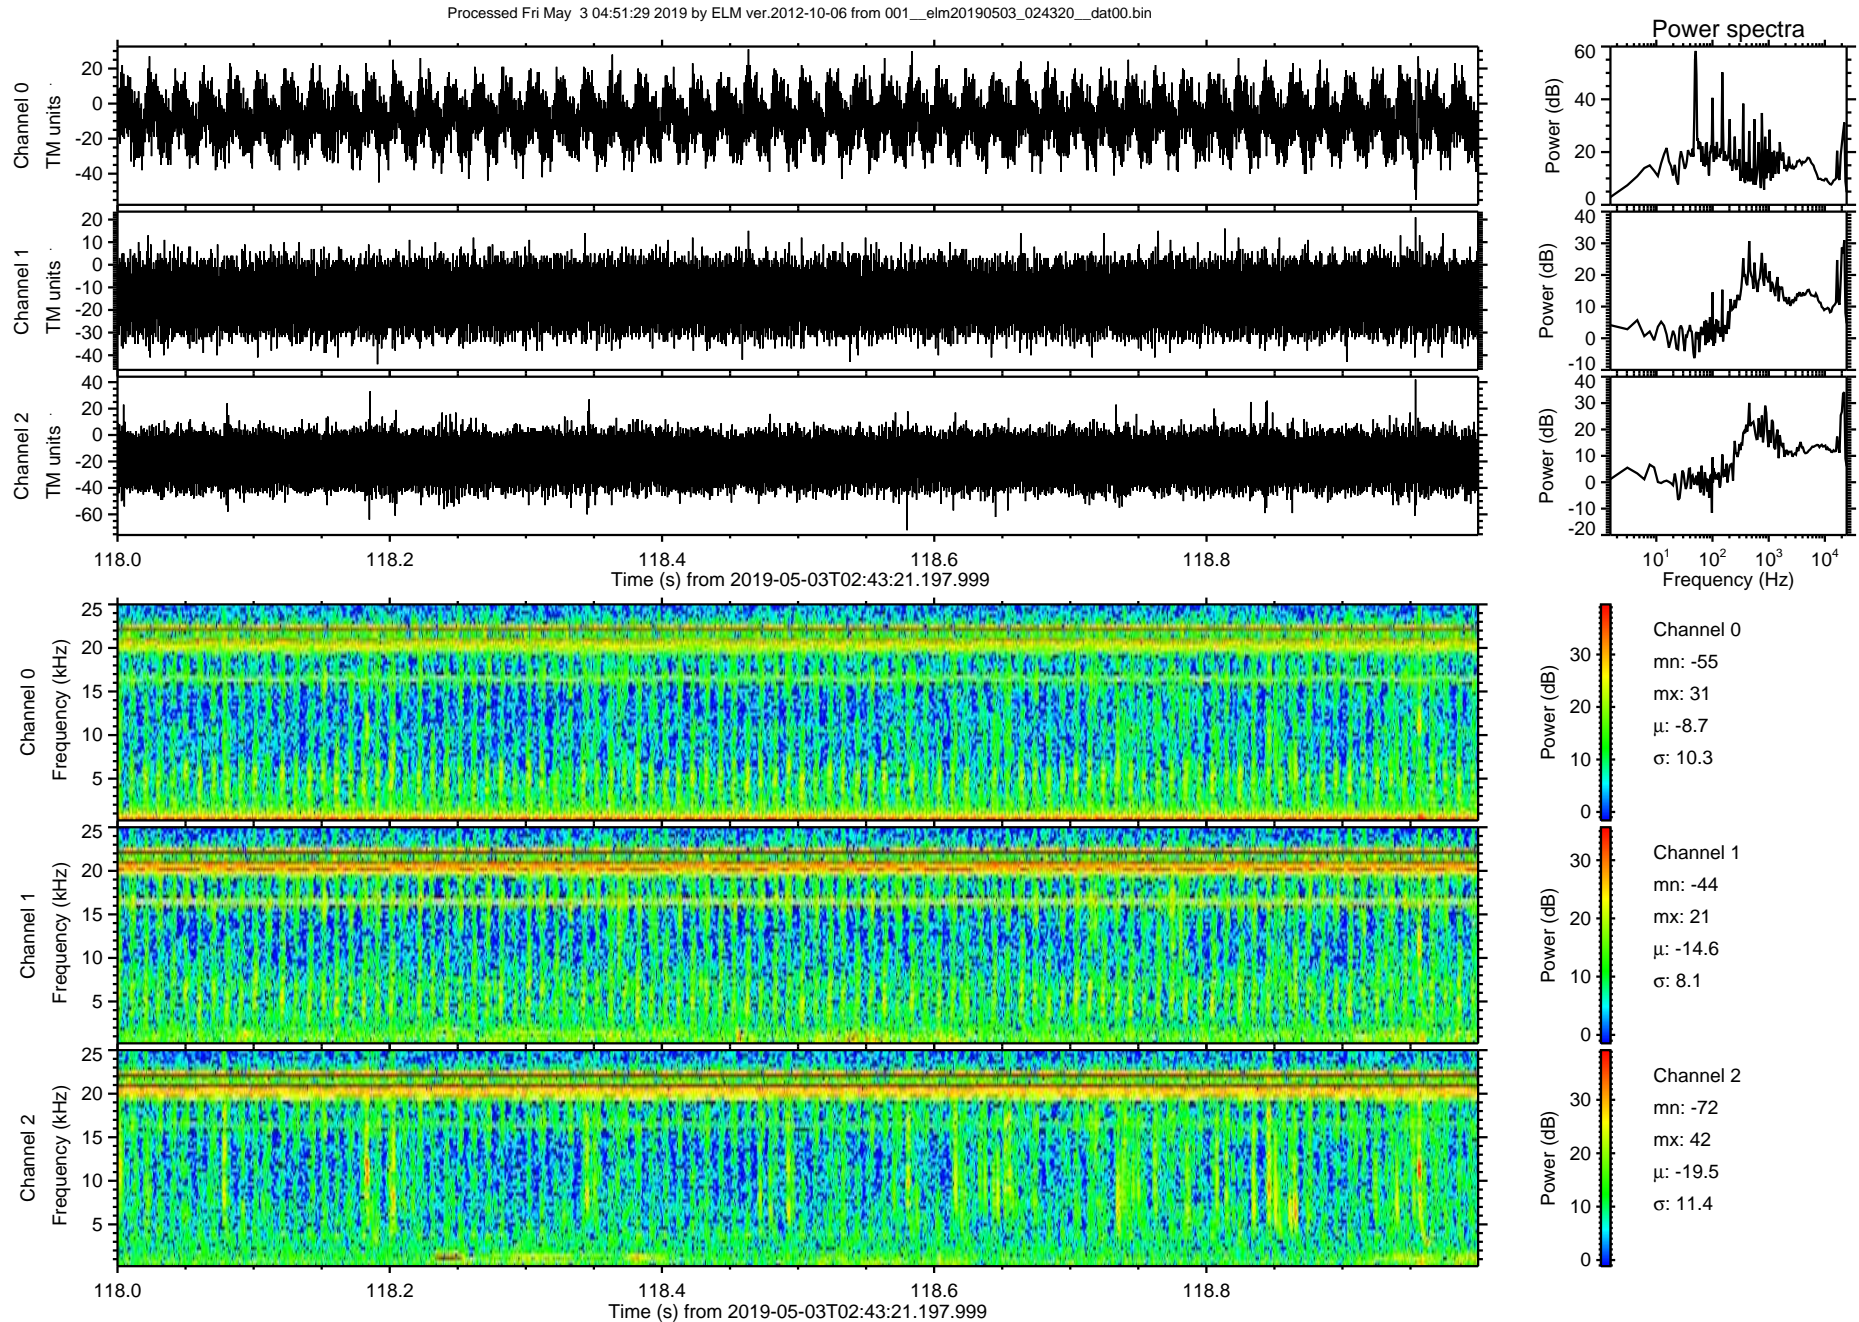 Processed Fri May  3 04:51:29 2019 by ELM ver.2012-10-06 from 001__elm20190503_024320__dat00.bin
Power spectra
Channel 0
TM units
20
0
-20
-40
Power (dB)
60
40
20
0
Channel 1
TM units
20
10
0
-10
-20
-30
-40
Power (dB)
40
30
20
10
0
-10
Channel 2
TM units
40
20
0
-20
-40
-60
Power (dB)
40
30
20
10
0
-10
-20
118.0 118.2 118.4 118.6 118.8
Time (s) from 2019-05-03T02:43:21.197.999
10^1 10^2 10^3 10^4
Frequency (Hz)
Channel 0
Frequency (kHz)
25
20
15
10
5
Power (dB)
30
20
10
0
Channel 0
mn: -55
mx: 31
µ: -8.7
σ: 10.3
Channel 1
Frequency (kHz)
25
20
15
10
5
Power (dB)
30
20
10
0
Channel 1
mn: -44
mx: 21
µ: -14.6
σ: 8.1
Channel 2
Frequency (kHz)
25
20
15
10
5
Power (dB)
30
20
10
0
Channel 2
mn: -72
mx: 42
µ: -19.5
σ: 11.4
118.0 118.2 118.4 118.6 118.8
Time (s) from 2019-05-03T02:43:21.197.999